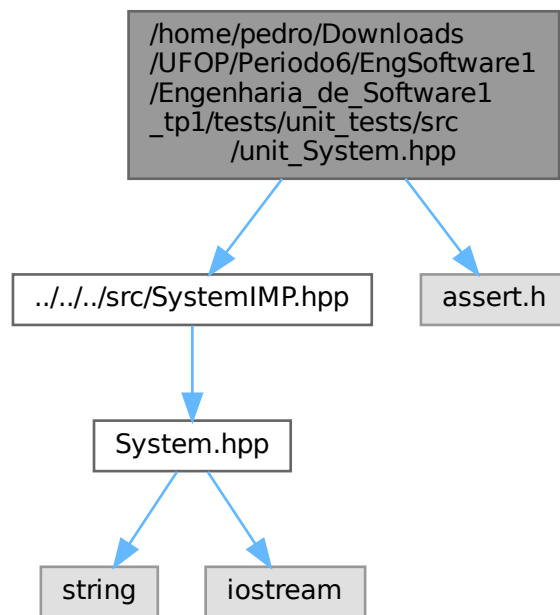 /home/pedro/Downloads
/UFOP/Periodo6/EngSoftware1
/Engenharia_de_Software1
_tp1/tests/unit_tests/src
/unit_System.hpp
../../../src/SystemIMP.hpp
assert.h
System.hpp
string
iostream